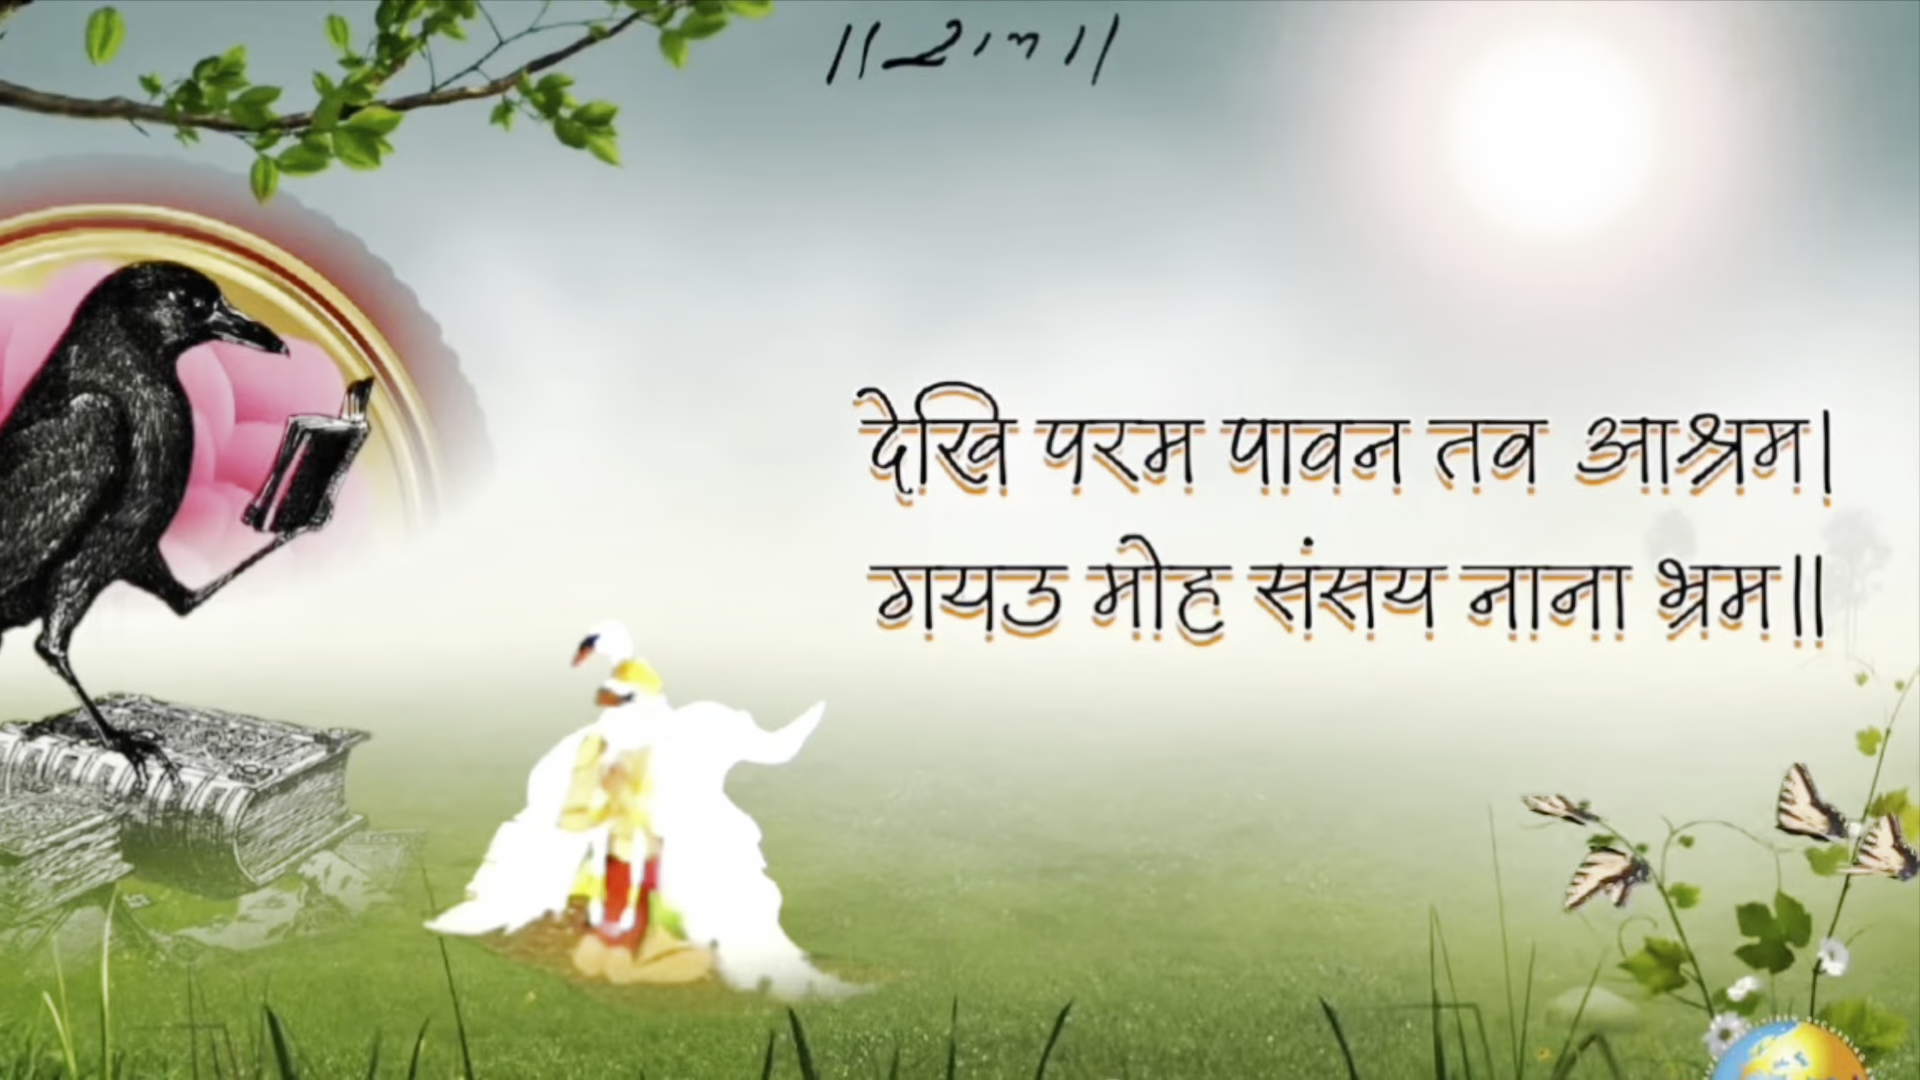 ॥ राम ॥
देखि परम पावन तव आश्रम।
गयउ मोह संसय नाना भ्रम॥